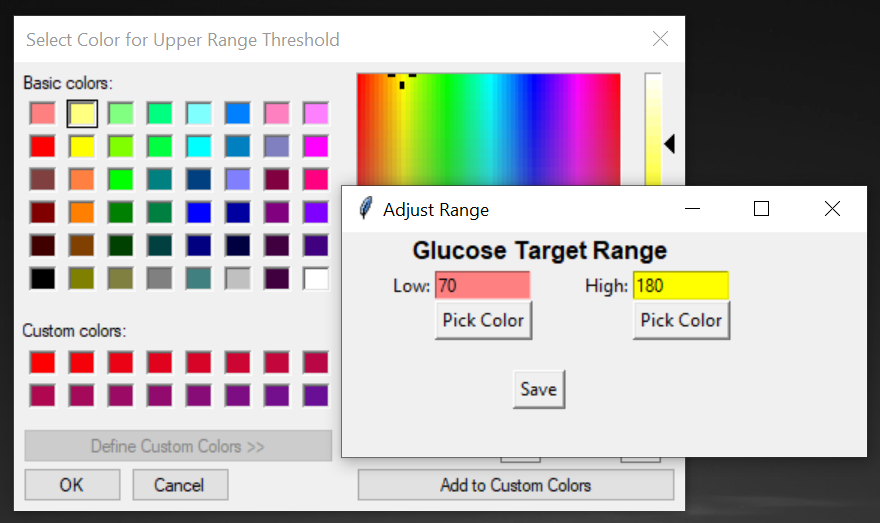 Select Color for Upper Range Threshold
Basic colors:
Custom colors:
Define Custom Colors >>
OK
Cancel
Add to Custom Colors
Adjust Range
Glucose Target Range
Low: 70
High: 180
Pick Color
Pick Color
Save